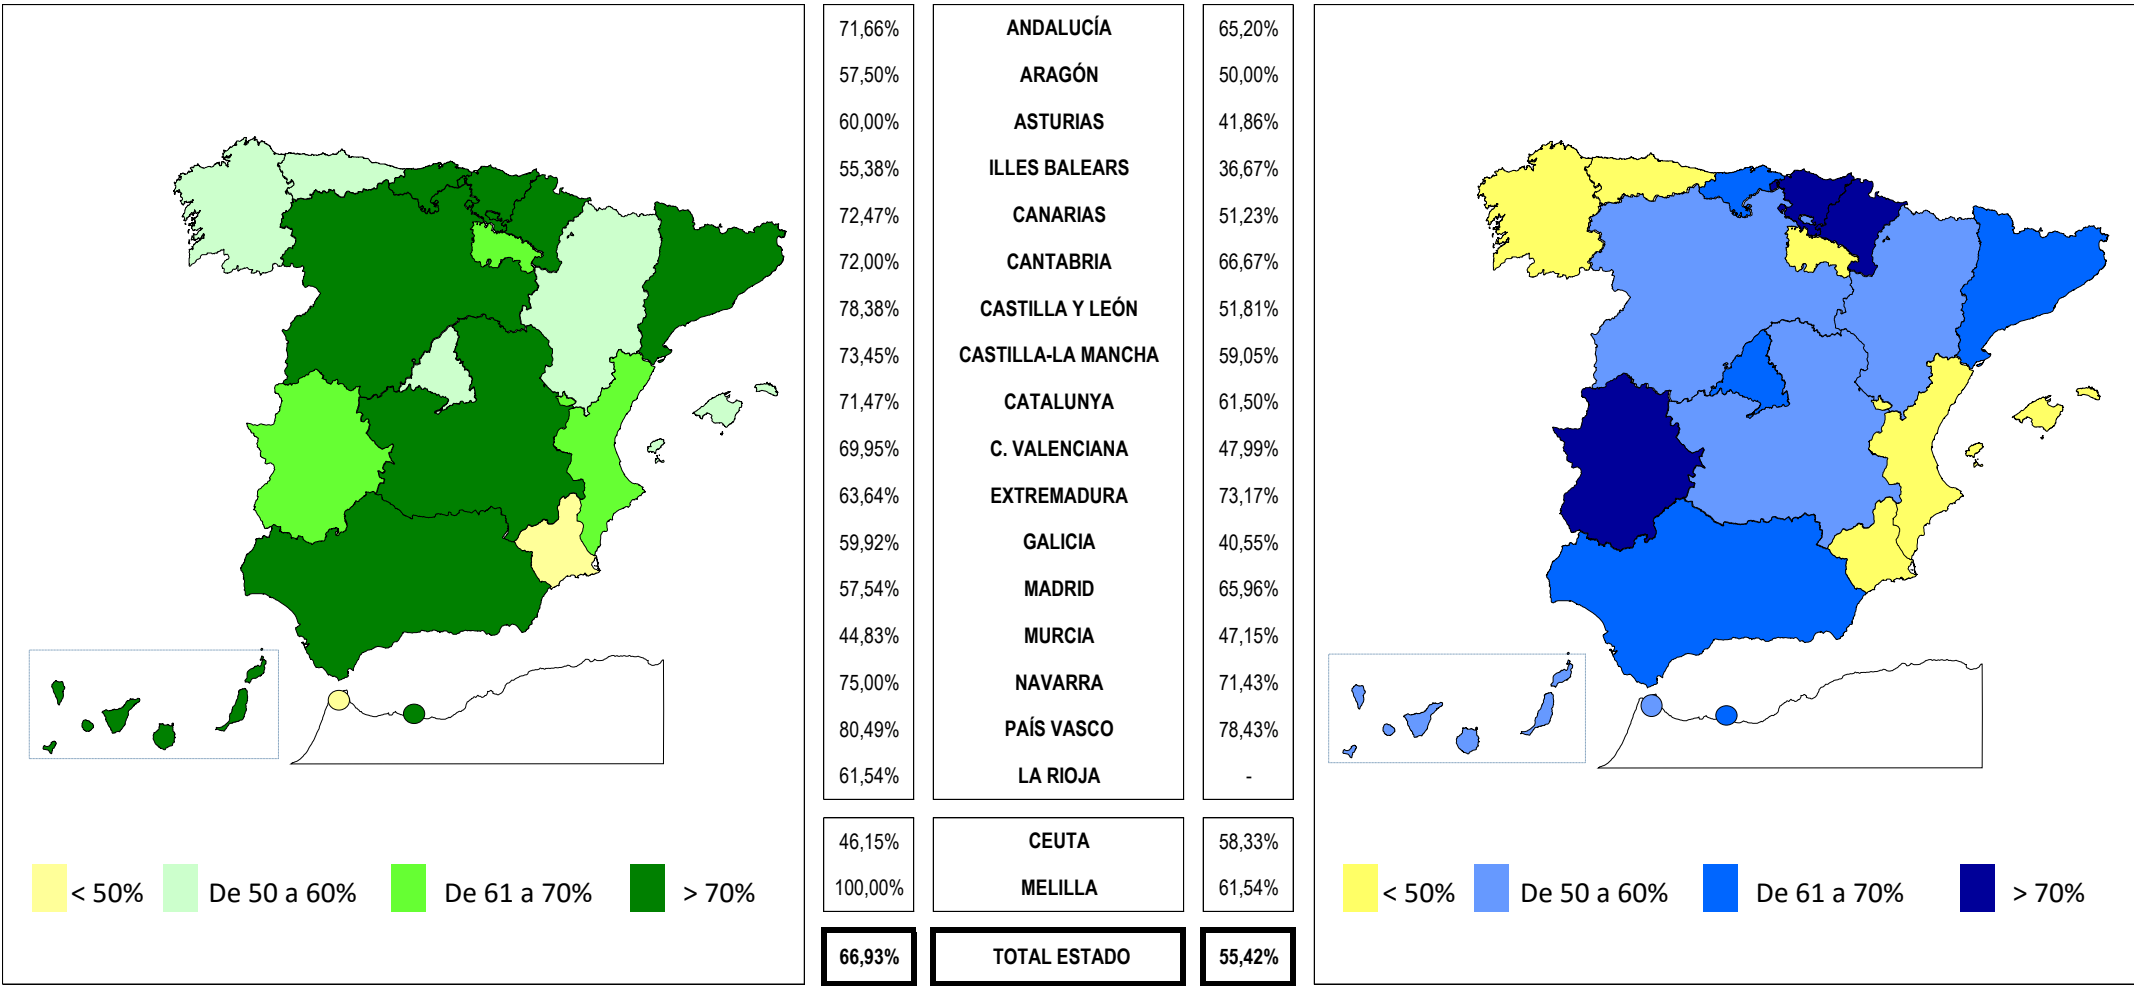 71,66% ANDALUCÍA 65,20%
57,50% ARAGÓN 50,00%
60,00% ASTURIAS 41,86%
55,38% ILLES BALEARS 36,67%
72,47% CANARIAS 51,23%
72,00% CANTABRIA 66,67%
78,38% CASTILLA Y LEÓN 51,81%
73,45% CASTILLA-LA MANCHA 59,05%
71,47% CATALUNYA 61,50%
69,95% C. VALENCIANA 47,99%
63,64% EXTREMADURA 73,17%
59,92% GALICIA 40,55%
57,54% MADRID 65,96%
44,83% MURCIA 47,15%
75,00% NAVARRA 71,43%
80,49% PAÍS VASCO 78,43%
61,54% LA RIOJA -
46,15% CEUTA 58,33%
100,00% MELILLA 61,54%
66,93% TOTAL ESTADO 55,42%
< 50% De 50 a 60% De 61 a 70% > 70%
< 50% De 50 a 60% De 61 a 70% > 70%